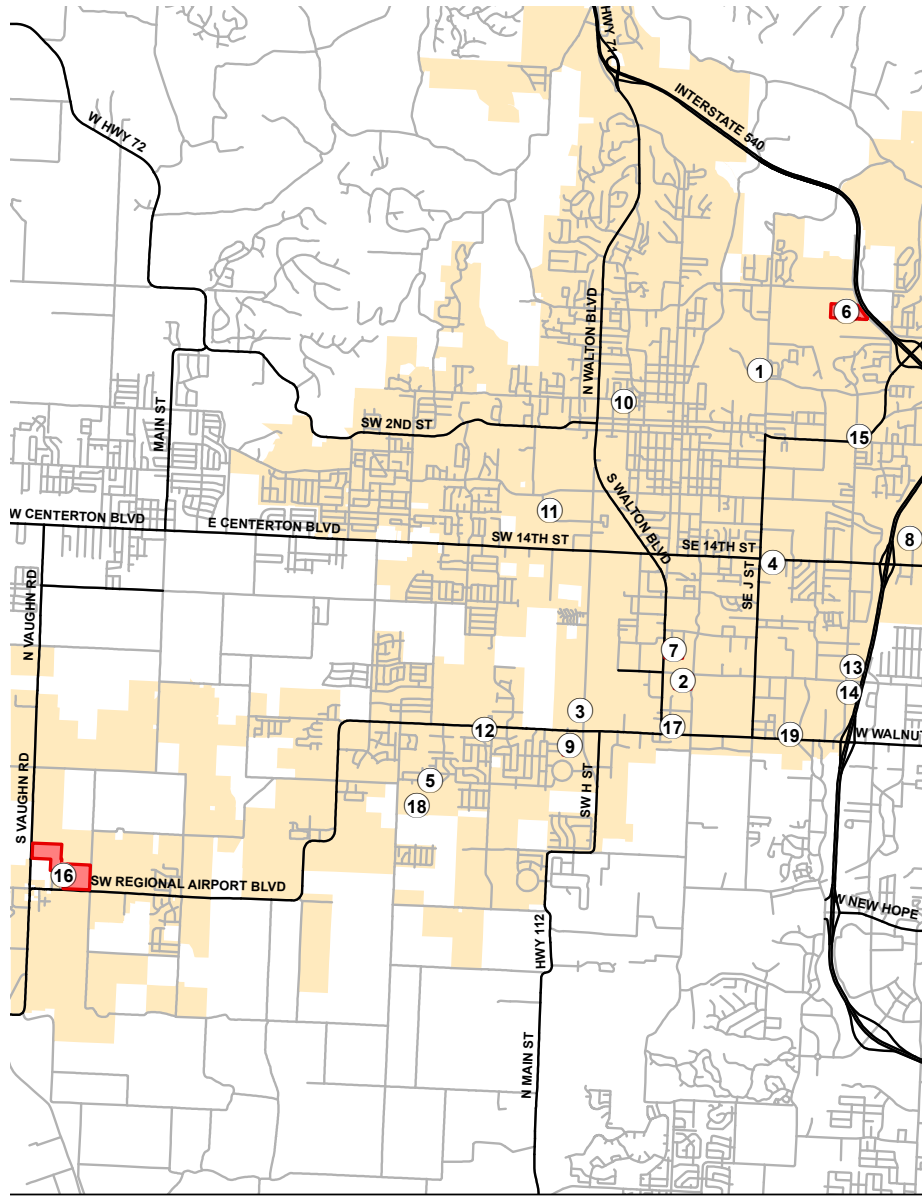 HWY 71
INTERSTATE 540
W HWY 72
6
N WALTON BLVD
1
10
MAIN ST
SW 2ND ST
15
S WALTON BLVD
11
W CENTERTON BLVD
E CENTERTON BLVD
SW 14TH ST
SE 14TH ST
8
4
SE J ST
N VAUGHN RD
7
13
2
14
3
17
12
19
W WALNUT
9
S VAUGHN RD
5
SW H ST
18
16
SW REGIONAL AIRPORT BLVD
W NEW HOPE
HWY 112
N MAIN ST